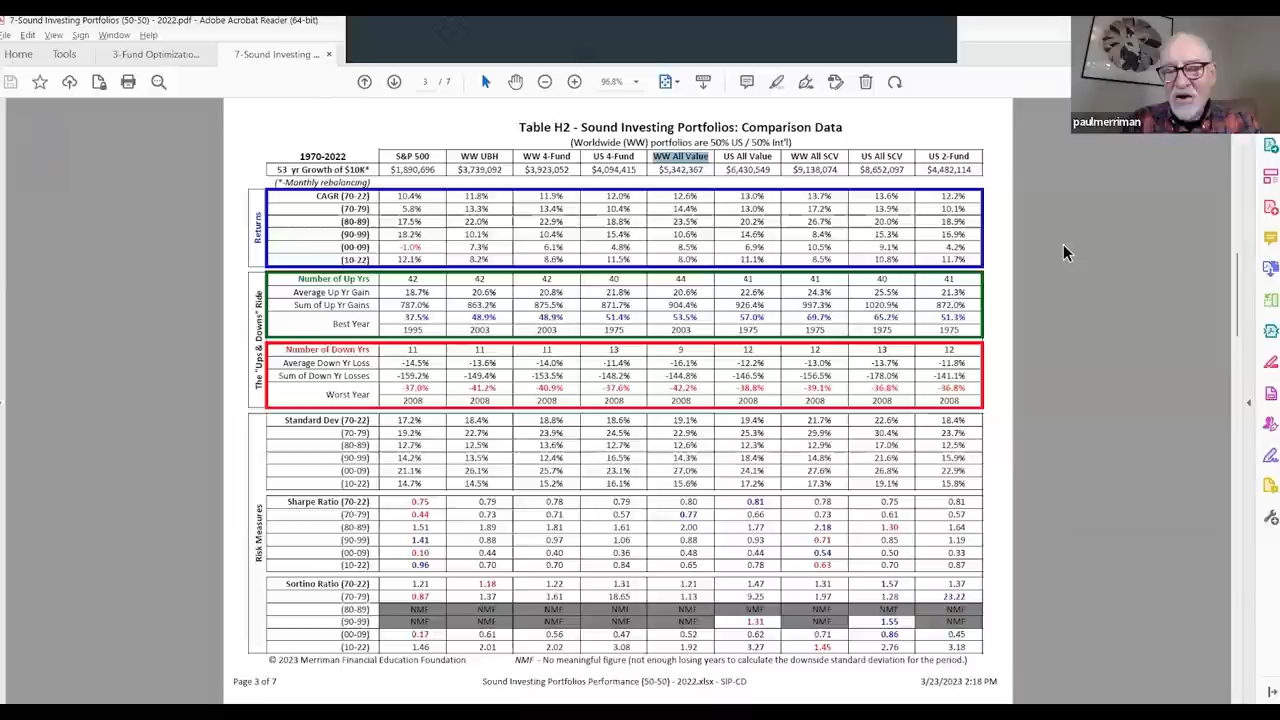 7-Sound Investing Portfolios (50-50) - 2022.pdf - Adobe Acrobat Reader (64-bit)
File Edit View Sign Window Help
Home Tools 3-Fund Optimizatio... 7-Sound Investing ... ×
3 / 7 96.8%
paulmerriman
Table H2 - Sound Investing Portfolios: Comparison Data
(Worldwide (WW) portfolios are 50% US / 50% Int'l)
1970-2022 S&P 500 WW UBH WW 4-Fund US 4-Fund WW All Value US All Value WW All SCV US All SCV US 2-Fund
53 yr Growth of $10K* $1,890,696 $3,739,092 $3,923,052 $4,094,415 $5,342,367 $6,430,549 $9,138,074 $8,652,097 $4,482,114
(*-Monthly rebalancing)
Returns
CAGR (70-22) 10.4% 11.8% 11.9% 12.0% 12.6% 13.0% 13.7% 13.6% 12.2%
(70-79) 5.8% 13.3% 13.4% 10.4% 14.4% 13.0% 17.2% 13.9% 10.1%
(80-89) 17.5% 22.0% 22.9% 18.8% 23.5% 20.2% 26.7% 20.0% 18.9%
(90-99) 18.2% 10.1% 10.4% 15.4% 10.6% 14.6% 8.4% 15.3% 16.9%
(00-09) -1.0% 7.3% 6.1% 4.8% 8.5% 6.9% 10.5% 9.1% 4.2%
(10-22) 12.1% 8.2% 8.6% 11.5% 8.0% 11.1% 8.5% 10.8% 11.7%
The "Ups & Downs" Ride
Number of Up Yrs 42 42 42 40 44 41 41 40 41
Average Up Yr Gain 18.7% 20.6% 20.8% 21.8% 20.6% 22.6% 24.3% 25.5% 21.3%
Sum of Up Yr Gains 787.0% 863.2% 875.5% 871.7% 904.4% 926.4% 997.3% 1020.9% 872.0%
Best Year 37.5% 48.9% 48.9% 51.4% 53.5% 57.0% 69.7% 65.2% 51.3%
1995 2003 2003 1975 2003 1975 1975 1975 1975
Number of Down Yrs 11 11 11 13 9 12 12 13 12
Average Down Yr Loss -14.5% -13.6% -14.0% -11.4% -16.1% -12.2% -13.0% -13.7% -11.8%
Sum of Down Yr Losses -159.2% -149.4% -153.5% -148.2% -144.8% -146.5% -156.5% -178.0% -141.1%
Worst Year -37.0% -41.2% -40.9% -37.6% -42.2% -38.8% -39.1% -36.8% -36.8%
2008 2008 2008 2008 2008 2008 2008 2008 2008
Risk Measures
Standard Dev (70-22) 17.2% 18.4% 18.8% 18.6% 19.1% 19.4% 21.7% 22.6% 18.4%
(70-79) 19.2% 22.7% 23.9% 24.5% 22.9% 25.3% 29.9% 30.4% 23.7%
(80-89) 12.7% 12.5% 13.6% 12.7% 12.6% 12.3% 12.9% 17.0% 12.5%
(90-99) 14.2% 13.5% 12.4% 16.5% 14.3% 18.4% 14.8% 21.6% 15.9%
(00-09) 21.1% 26.1% 25.7% 23.1% 27.0% 24.1% 27.6% 26.8% 22.9%
(10-22) 14.7% 14.5% 15.2% 16.1% 15.6% 17.2% 17.3% 19.1% 15.8%
Sharpe Ratio (70-22) 0.75 0.79 0.78 0.79 0.80 0.81 0.78 0.75 0.81
(70-79) 0.44 0.73 0.71 0.57 0.77 0.66 0.73 0.61 0.57
(80-89) 1.51 1.89 1.81 1.61 2.00 1.77 2.18 1.30 1.64
(90-99) 1.41 0.88 0.97 1.06 0.88 0.93 0.71 0.85 1.19
(00-09) 0.10 0.44 0.40 0.36 0.48 0.44 0.54 0.50 0.33
(10-22) 0.96 0.70 0.70 0.84 0.65 0.78 0.63 0.70 0.87
Sortino Ratio (70-22) 1.21 1.18 1.22 1.31 1.21 1.47 1.31 1.57 1.37
(70-79) 0.87 1.37 1.61 18.65 1.13 9.25 1.97 1.28 23.22
(80-89) NMF NMF NMF NMF NMF NMF NMF NMF NMF
(90-99) NMF NMF NMF NMF NMF 1.31 NMF 1.55 NMF
(00-09) 0.17 0.61 0.56 0.47 0.52 0.62 0.71 0.86 0.45
(10-22) 1.46 2.01 2.02 3.08 1.92 3.27 1.45 2.76 3.18
© 2023 Merriman Financial Education Foundation NMF - No meaningful figure (not enough losing years to calculate the downside standard deviation for the period.)
Page 3 of 7 Sound Investing Portfolios Performance (50-50) - 2022.xlsx - SIP-CD 3/23/2023 2:18 PM